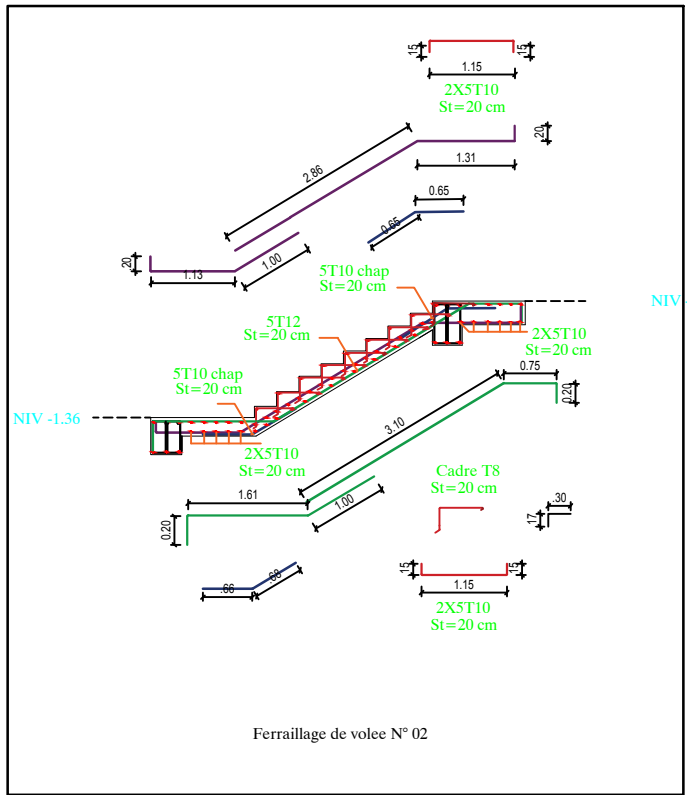 15
15
1.15
2X5T10
St=20 cm
.20
1.31
2.86
0.65
0.65
.20
1.13
1.00
5T10 chap
St=20 cm
NIV -
5T12
St=20 cm
2X5T10
St=20 cm
5T10 chap
St=20 cm
0.75
0.20
NIV -1.36
3.10
2X5T10
St=20 cm
Cadre T8
St=20 cm
1.61
1.00
.30
17
0.20
.66
.68
15
15
1.15
2X5T10
St=20 cm
Ferraillage de volee N° 02